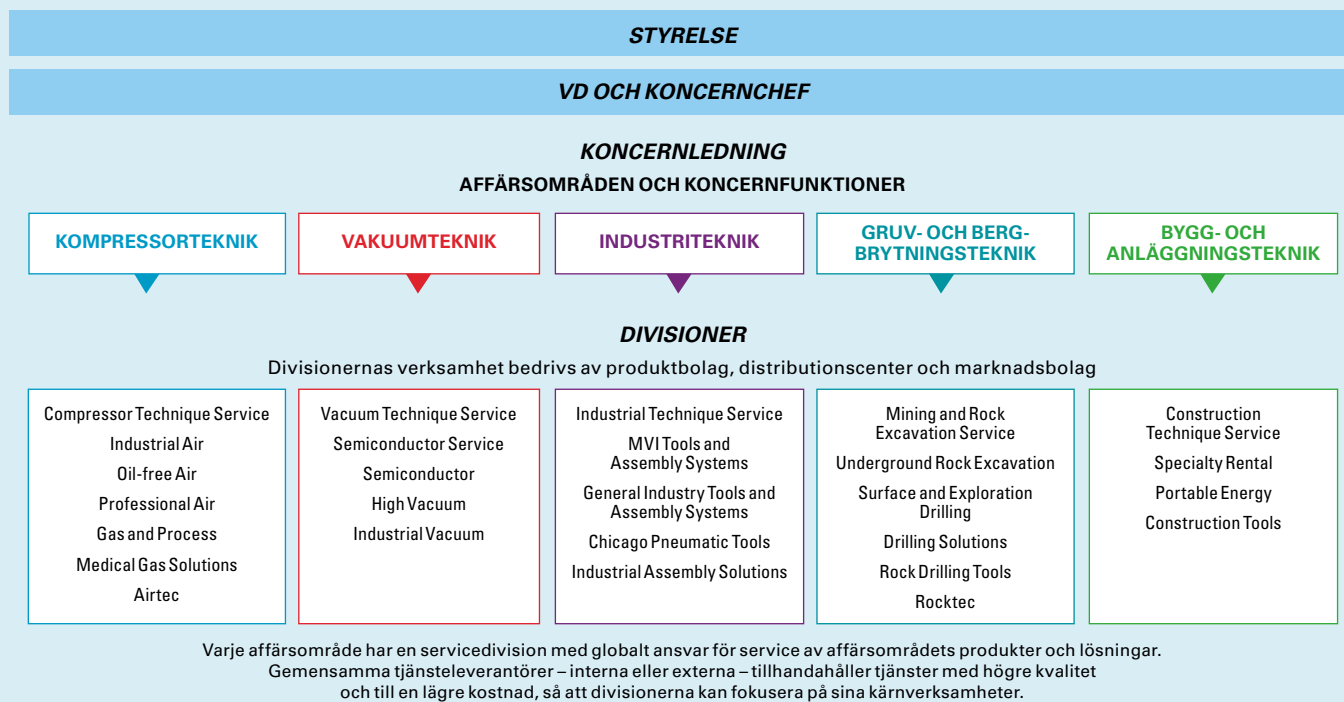 STYRELSE
VD OCH KONCERNCHEF
KONCERNLEDNING
AFFÄRSOMRÅDEN OCH KONCERNFUNKTIONER
KOMPRESSORTEKNIK
VAKUUMTEKNIK
INDUSTRITEKNIK
GRUV- OCH BERG-
BRYTNINGSTEKNIK
BYGG- OCH
ANLÄGGNINGSTEKNIK
DIVISIONER
Divisionernas verksamhet bedrivs av produktbolag, distributionscenter och marknadsbolag
Compressor Technique Service
Industrial Air
Oil-free Air
Professional Air
Gas and Process
Medical Gas Solutions
Airtec
Vacuum Technique Service
Semiconductor Service
Semiconductor
High Vacuum
Industrial Vacuum
Industrial Technique Service
MVI Tools and
Assembly Systems
General Industry Tools and
Assembly Systems
Chicago Pneumatic Tools
Industrial Assembly Solutions
Mining and Rock
Excavation Service
Underground Rock Excavation
Surface and Exploration
Drilling
Drilling Solutions
Rock Drilling Tools
Rocktec
Construction
Technique Service
Specialty Rental
Portable Energy
Construction Tools
Varje affärsområde har en servicedivision med globalt ansvar för service av affärsområdets produkter och lösningar.
Gemensamma tjänsteleverantörer – interna eller externa – tillhandahåller tjänster med högre kvalitet
och till en lägre kostnad, så att divisionerna kan fokusera på sina kärnverksamheter.